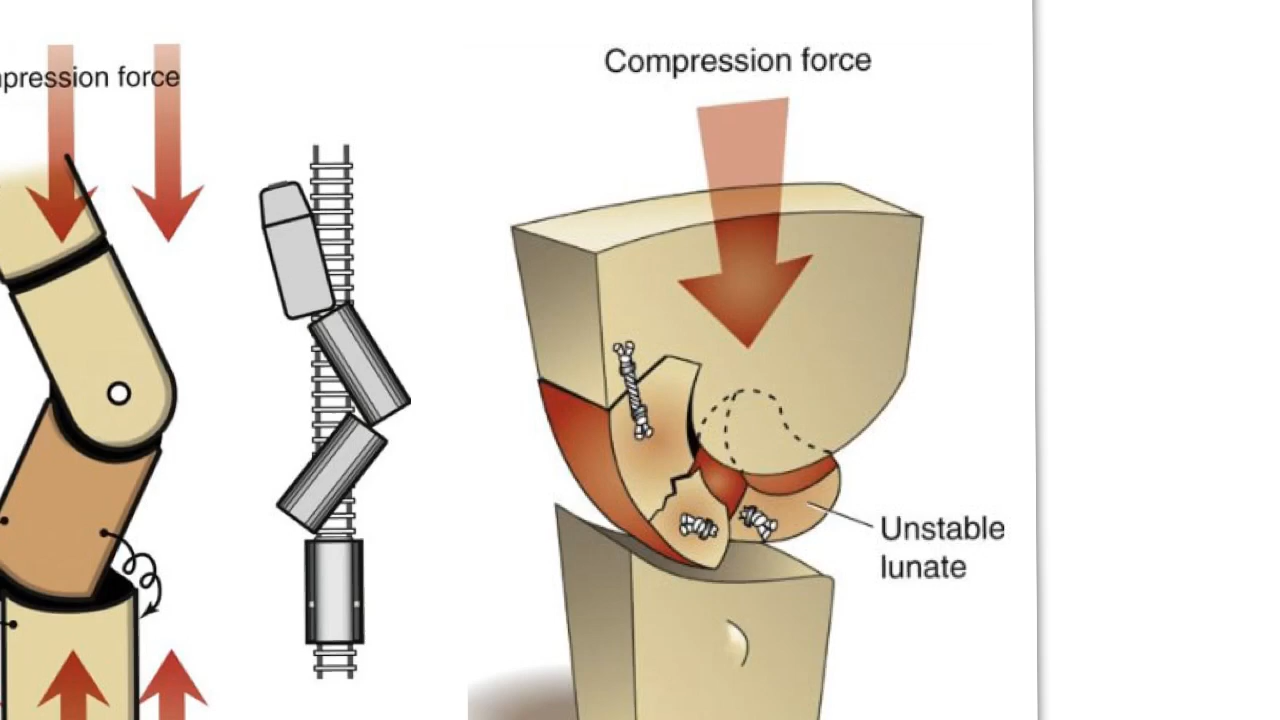 pression force
Compression force
Unstable
lunate